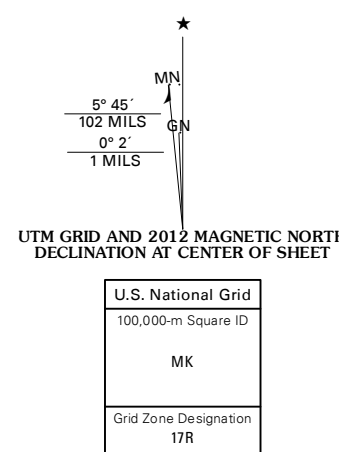 ★
MN
5° 45´
102 MILS
GN
0° 2´
1 MILS
UTM GRID AND 2012 MAGNETIC NORTH
DECLINATION AT CENTER OF SHEET
U.S. National Grid
100,000-m Square ID
MK
Grid Zone Designation
17R